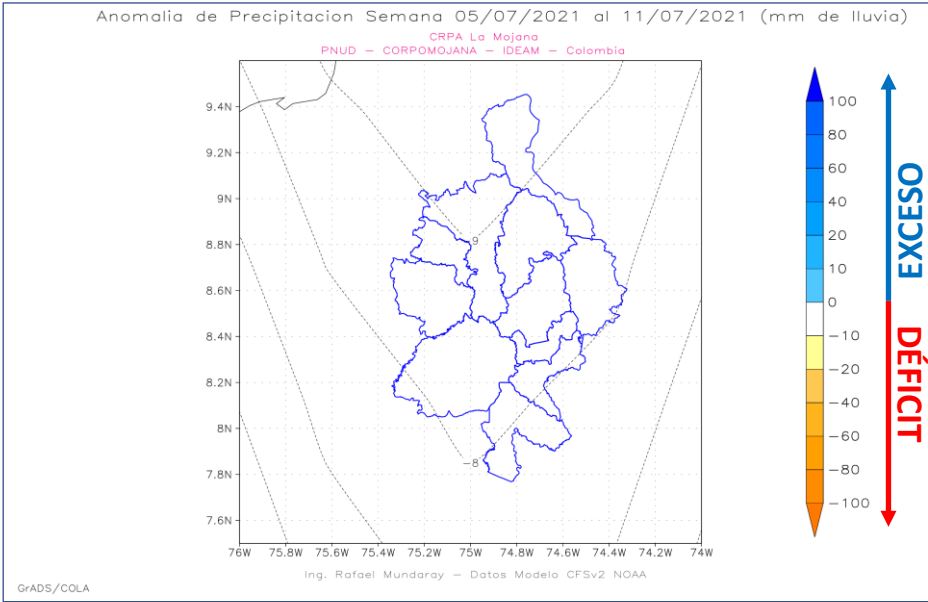 Anomalia de Precipitacion Semana 05/07/2021 al 11/07/2021 (mm de lluvia)
CRPA La Mojana
PNUD – CORPOMOJANA – IDEAM – Colombia
9.4N
9.2N
9N
8.8N
8.6N
8.4N
8.2N
8N
7.8N
7.6N
9
-8
76W 75.8W 75.6W 75.4W 75.2W 75W 74.8W 74.6W 74.4W 74.2W 74W
100
80
60
40
20
10
0
-10
-20
-40
-60
-80
-100
EXCESO
DÉFICIT
Ing. Rafael Mundaray – Datos Modelo CFSv2 NOAA
GrADS/COLA